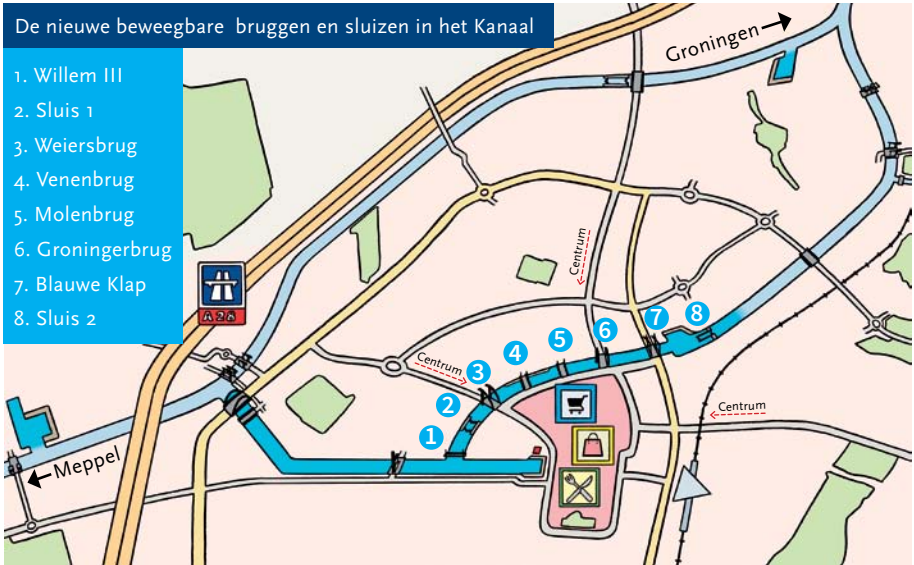 De nieuwe beweegbare bruggen en sluizen in het Kanaal
1. Willem III
2. Sluis 1
3. Weiersbrug
4. Venenbrug
5. Molenbrug
6. Groningerbrug
7. Blauwe Klap
8. Sluis 2
Groningen
A 28
Centrum
7
8
6
5
4
3
Centrum
2
1
Centrum
Meppel